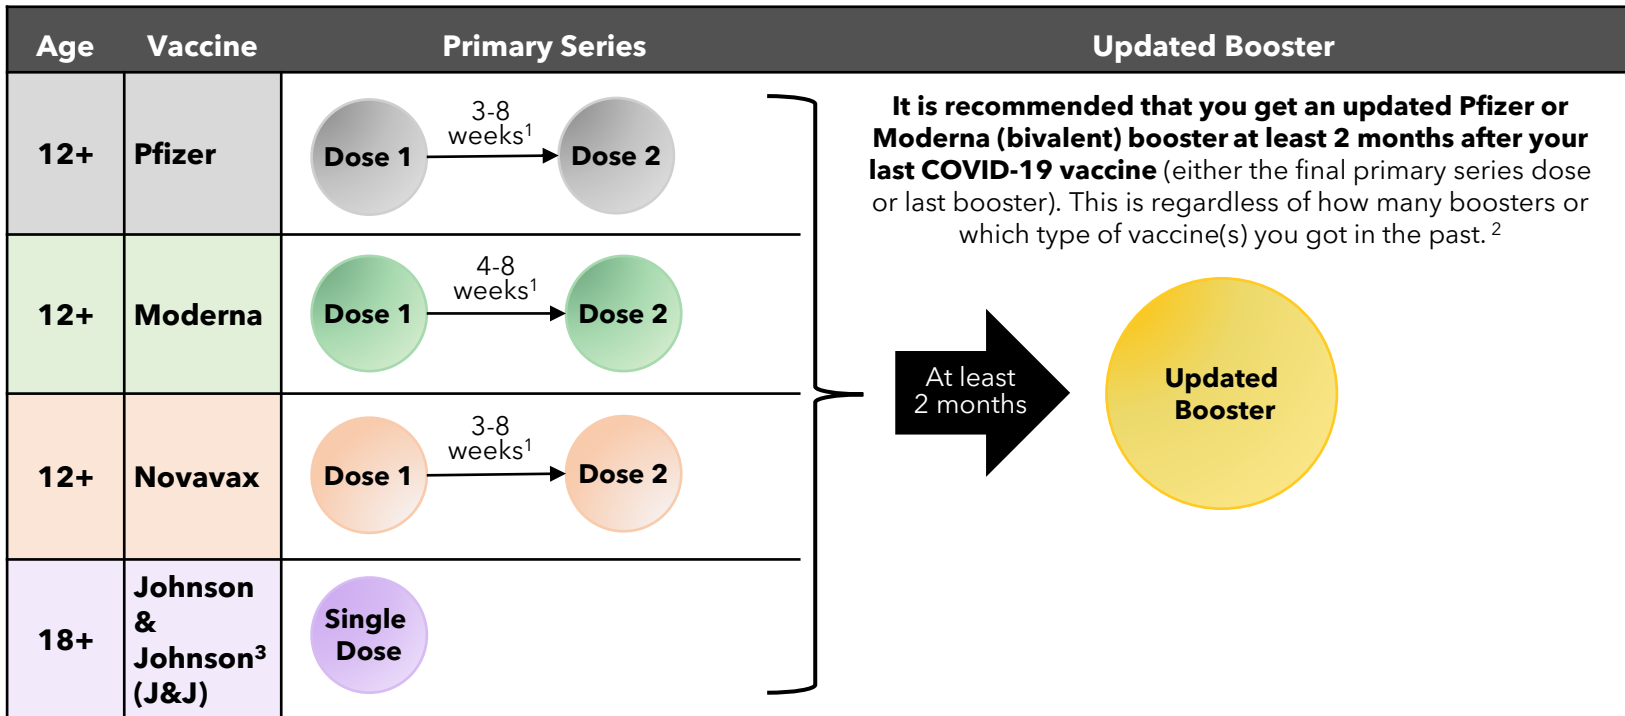 Age Vaccine Primary Series Updated Booster
12+ Pfizer
Dose 1
3-8
weeks¹
Dose 2
12+ Moderna
Dose 1
4-8
weeks¹
Dose 2
12+ Novavax
Dose 1
3-8
weeks¹
Dose 2
18+
Johnson
&
Johnson³
(J&J)
Single
Dose
It is recommended that you get an updated Pfizer or
Moderna (bivalent) booster at least 2 months after your
last COVID-19 vaccine (either the final primary series dose
or last booster). This is regardless of how many boosters or
which type of vaccine(s) you got in the past. ²
At least
2 months
Updated
Booster